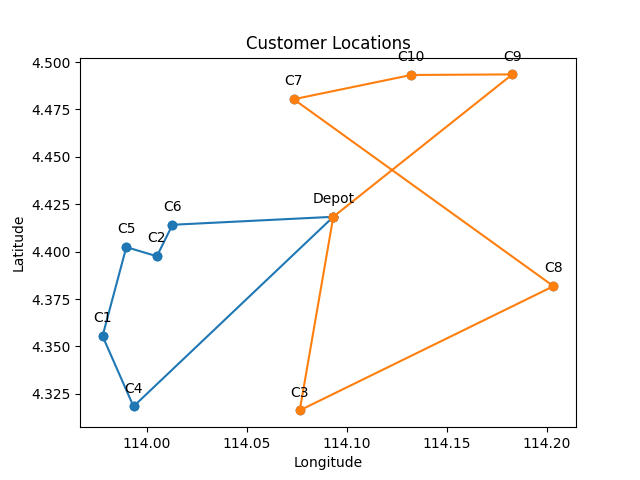 Customer Locations
4.500
4.475
4.450
4.425
4.400
4.375
4.350
4.325
Latitude
C10
C9
C7
Depot
C6
C5
C2
C8
C1
C4
C3
114.00
114.05
114.10
114.15
114.20
Longitude